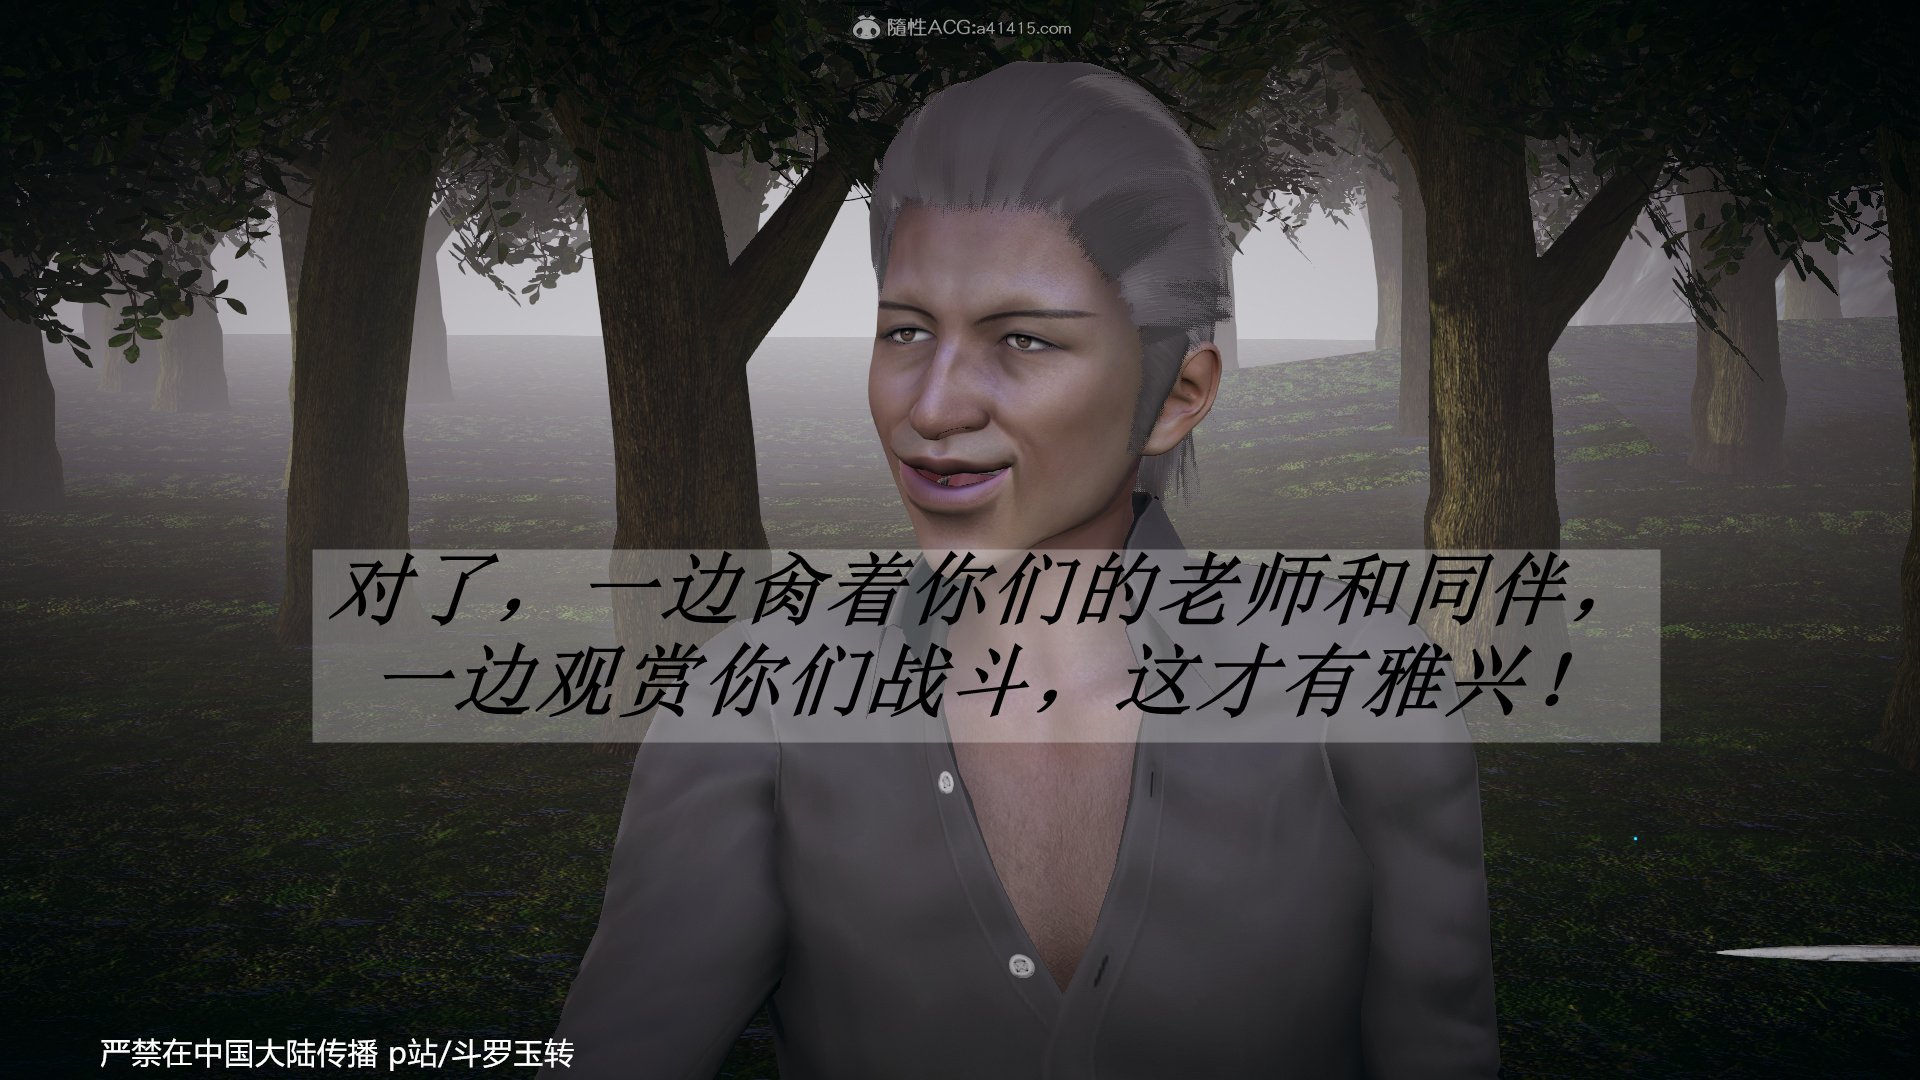 隨性ACG:a41415.com
对了，一边肏着你们的老师和同伴，
一边观赏你们战斗，这才有雅兴！
严禁在中国大陆传播 p站/斗罗玉转